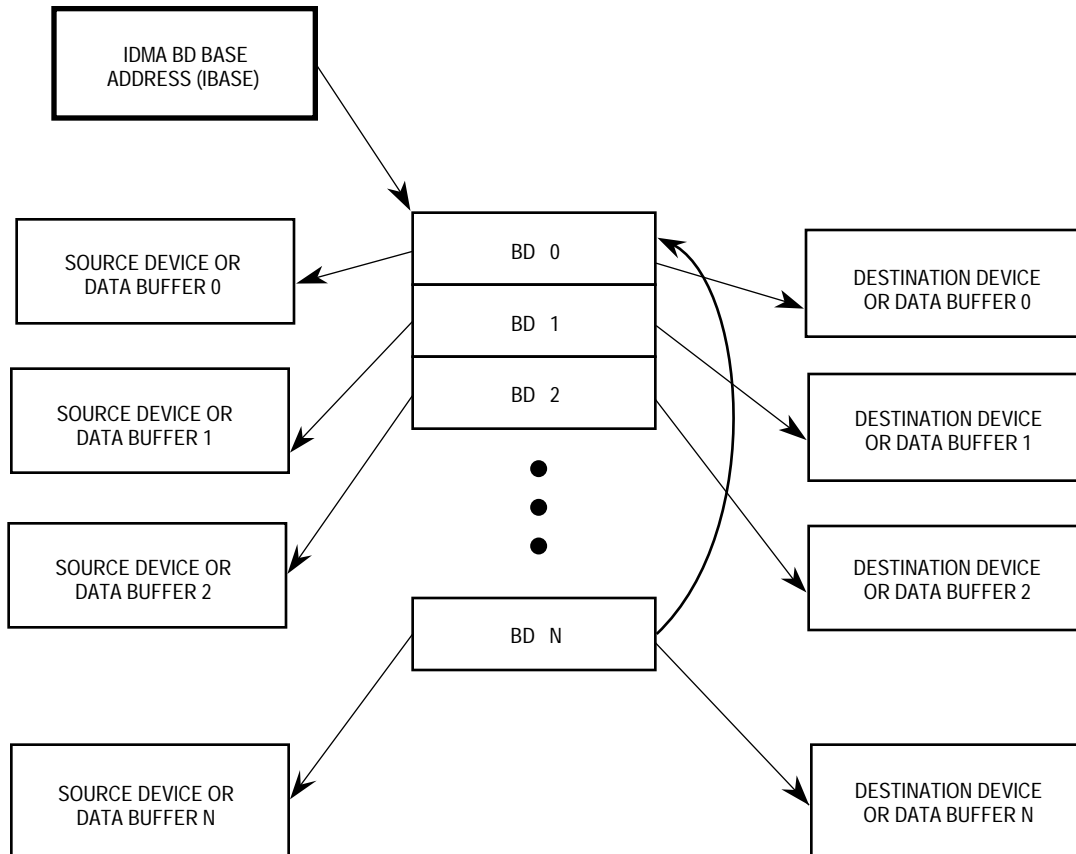 IDMA BD BASE
ADDRESS (IBASE)
SOURCE DEVICE OR
DATA BUFFER 0
BD 0
DESTINATION DEVICE
OR DATA BUFFER 0
BD 1
SOURCE DEVICE OR
DATA BUFFER 1
BD 2
DESTINATION DEVICE
OR DATA BUFFER 1
SOURCE DEVICE OR
DATA BUFFER 2
DESTINATION DEVICE
OR DATA BUFFER 2
BD N
SOURCE DEVICE OR
DATA BUFFER N
DESTINATION DEVICE
OR DATA BUFFER N